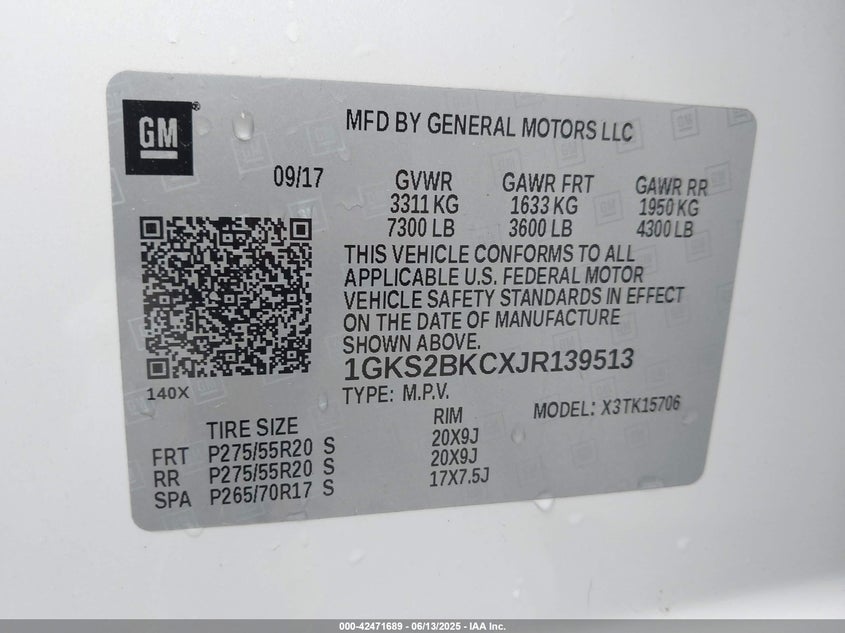 GM ®
MFD BY GENERAL MOTORS LLC
09/17
GVWR GAWR FRT GAWR RR
3311 KG 1633 KG 1950 KG
7300 LB 3600 LB 4300 LB
THIS VEHICLE CONFORMS TO ALL
APPLICABLE U.S. FEDERAL MOTOR
VEHICLE SAFETY STANDARDS IN EFFECT
ON THE DATE OF MANUFACTURE
SHOWN ABOVE.
1GKS2BKCXJR139513
140X
TYPE: M.P.V. MODEL: X3TK15706
TIRE SIZE RIM
FRT P275/55R20 S 20X9J
RR P275/55R20 S 20X9J
SPA P265/70R17 S 17X7.5J
000-42471689 - 06/13/2025 - IAA Inc.